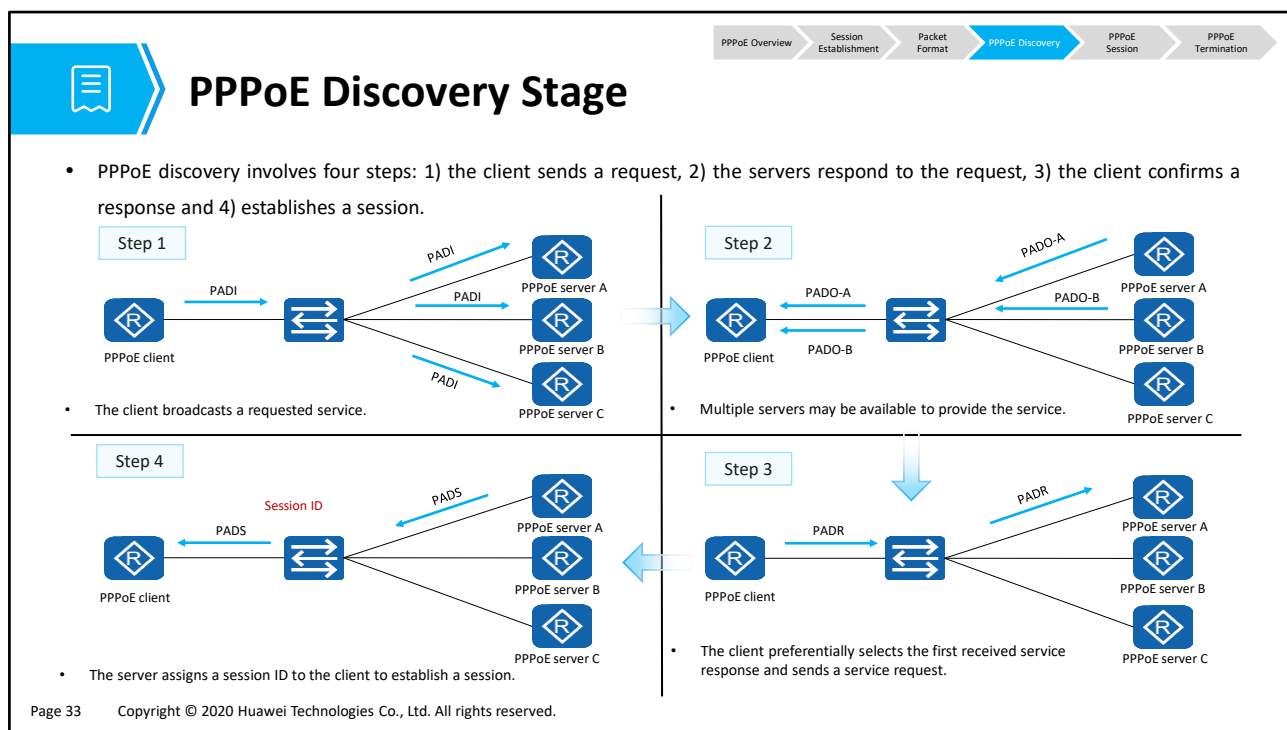 PPPoE Overview
Session
Establishment
Packet
Format
PPPoE Discovery
PPPoE
Session
PPPoE
Termination
PPPoE Discovery Stage
• PPPoE discovery involves four steps: 1) the client sends a request, 2) the servers respond to the request, 3) the client confirms a
response and 4) establishes a session.
Step 1
PADI
PADI
PADI
PADI
R
PPPoE client
R
PPPoE server A
R
PPPoE server B
R
PPPoE server C
• The client broadcasts a requested service.
Step 2
PADO-A
PADO-B
PADO-A
PADO-B
R
PPPoE client
R
PPPoE server A
R
PPPoE server B
R
PPPoE server C
• Multiple servers may be available to provide the service.
Step 4
Session ID
PADS
PADS
R
PPPoE client
R
PPPoE server A
R
PPPoE server B
R
PPPoE server C
• The server assigns a session ID to the client to establish a session.
Step 3
PADR
PADR
R
PPPoE client
R
PPPoE server A
R
PPPoE server B
R
PPPoE server C
• The client preferentially selects the first received service
response and sends a service request.
Page 33 Copyright © 2020 Huawei Technologies Co., Ltd. All rights reserved.